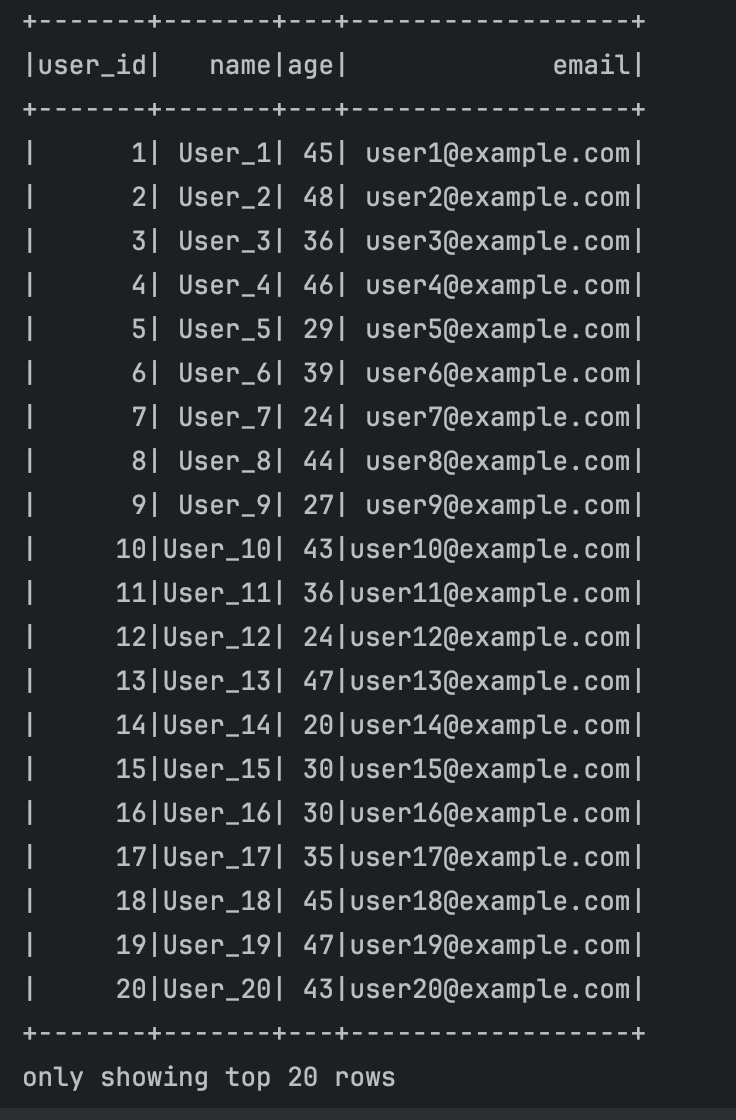 +-------+-------+---+------------------+
|user_id|   name|age|             email|
+-------+-------+---+------------------+
|      1| User_1| 45| user1@example.com|
|      2| User_2| 48| user2@example.com|
|      3| User_3| 36| user3@example.com|
|      4| User_4| 46| user4@example.com|
|      5| User_5| 29| user5@example.com|
|      6| User_6| 39| user6@example.com|
|      7| User_7| 24| user7@example.com|
|      8| User_8| 44| user8@example.com|
|      9| User_9| 27| user9@example.com|
|     10|User_10| 43|user10@example.com|
|     11|User_11| 36|user11@example.com|
|     12|User_12| 24|user12@example.com|
|     13|User_13| 47|user13@example.com|
|     14|User_14| 20|user14@example.com|
|     15|User_15| 30|user15@example.com|
|     16|User_16| 30|user16@example.com|
|     17|User_17| 35|user17@example.com|
|     18|User_18| 45|user18@example.com|
|     19|User_19| 47|user19@example.com|
|     20|User_20| 43|user20@example.com|
+-------+-------+---+------------------+
only showing top 20 rows